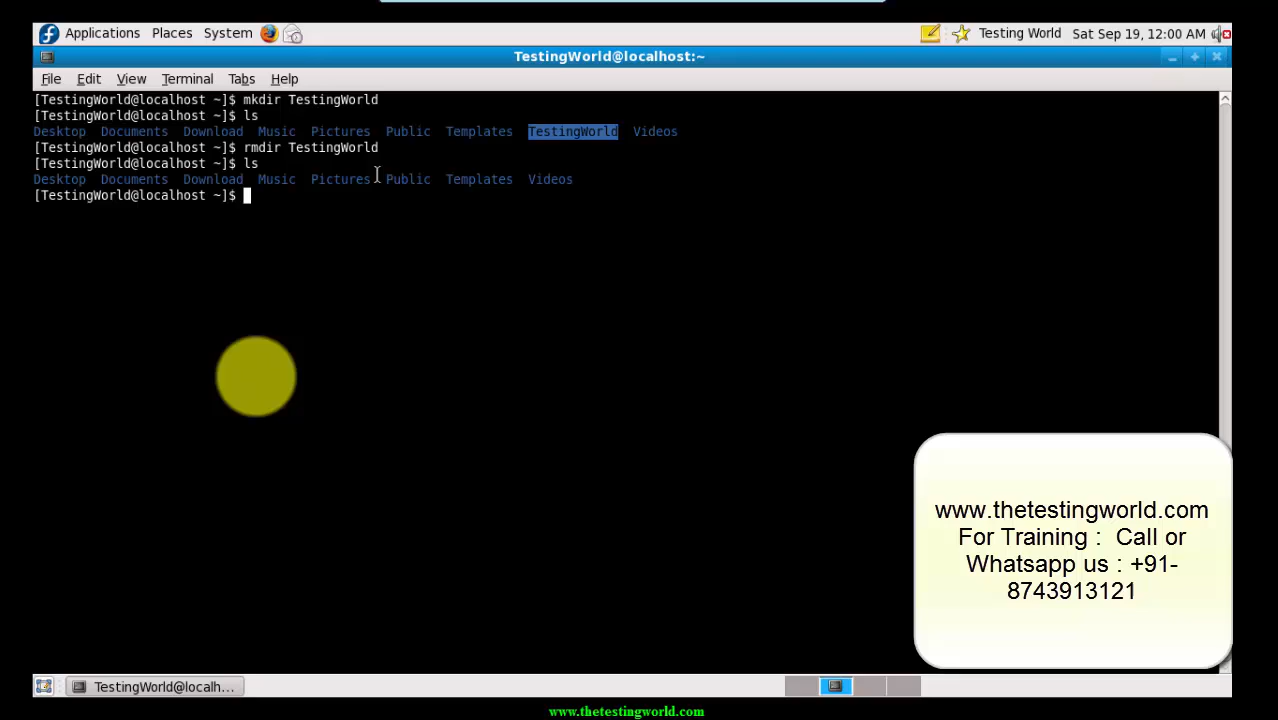 Applications Places System Testing World Sat Sep 19, 12:00 AM
TestingWorld@localhost:~
File Edit View Terminal Tabs Help
[TestingWorld@localhost ~]$ mkdir TestingWorld
[TestingWorld@localhost ~]$ ls
Desktop Documents Download Music Pictures Public Templates TestingWorld Videos
[TestingWorld@localhost ~]$ rmdir TestingWorld
[TestingWorld@localhost ~]$ ls
Desktop Documents Download Music Pictures Public Templates Videos
[TestingWorld@localhost ~]$
www.thetestingworld.com
For Training : Call or
Whatsapp us : +91-
8743913121
TestingWorld@localh...
www.thetestingworld.com